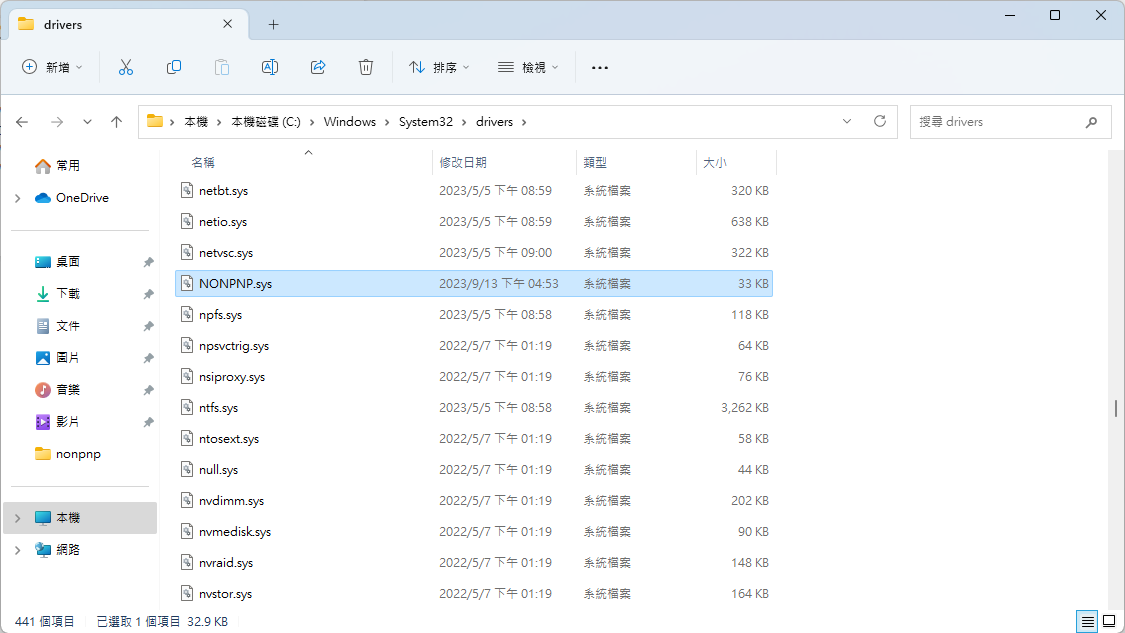 drivers
新增
排序
檢視
本機 › 本機磁碟 (C:) › Windows › System32 › drivers ›
搜尋 drivers
常用
OneDrive
桌面
下載
文件
圖片
音樂
影片
nonpnp
本機
網路
名稱 修改日期 類型 大小
netbt.sys 2023/5/5 下午 08:59 系統檔案 320 KB
netio.sys 2023/5/5 下午 08:59 系統檔案 638 KB
netvsc.sys 2023/5/5 下午 09:00 系統檔案 322 KB
NONPNP.sys 2023/9/13 下午 04:53 系統檔案 33 KB
npfs.sys 2023/5/5 下午 08:58 系統檔案 118 KB
npsvctrig.sys 2022/5/7 下午 01:19 系統檔案 64 KB
nsiproxy.sys 2022/5/7 下午 01:19 系統檔案 76 KB
ntfs.sys 2023/5/5 下午 08:58 系統檔案 3,262 KB
ntosext.sys 2022/5/7 下午 01:19 系統檔案 58 KB
null.sys 2022/5/7 下午 01:19 系統檔案 44 KB
nvdimm.sys 2022/5/7 下午 01:19 系統檔案 202 KB
nvmedisk.sys 2022/5/7 下午 01:19 系統檔案 90 KB
nvraid.sys 2022/5/7 下午 01:19 系統檔案 148 KB
nvstor.sys 2022/5/7 下午 01:19 系統檔案 164 KB
441 個項目 已選取 1 個項目 32.9 KB